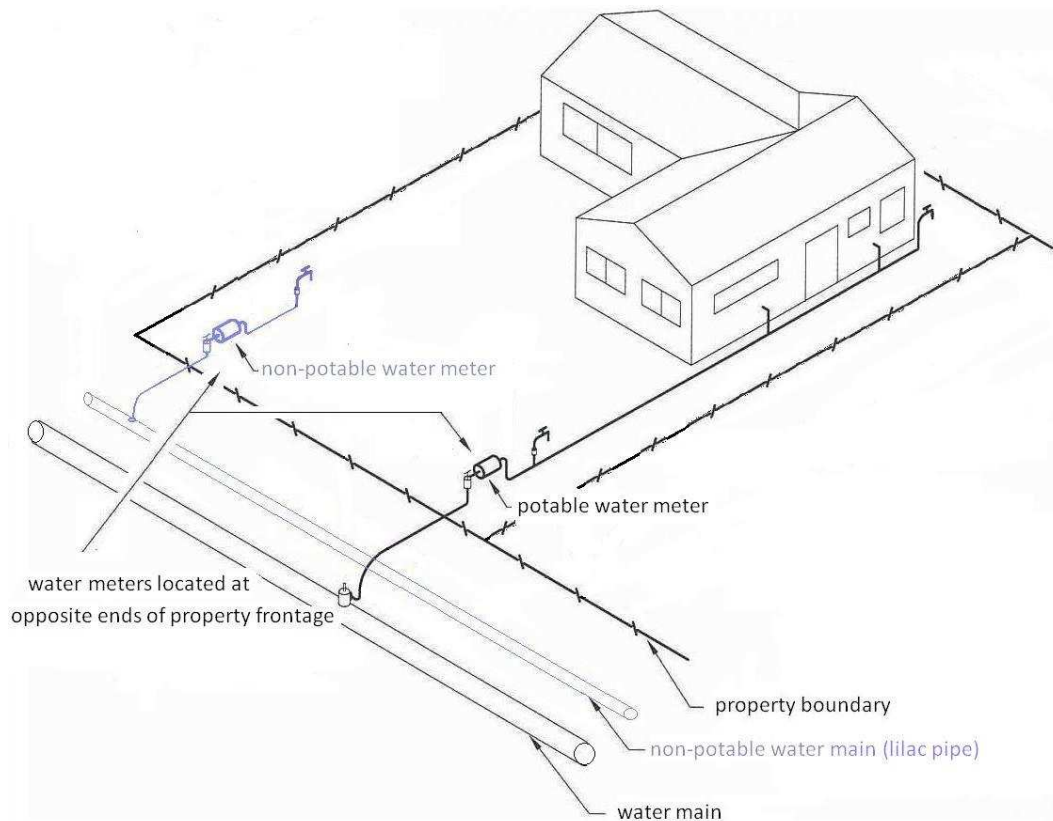 non-potable water meter
potable water meter
water meters located at
opposite ends of property frontage
property boundary
non-potable water main (lilac pipe)
water main